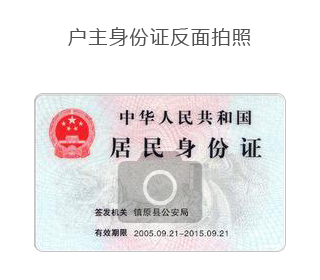 户主身份证反面拍照
中华人民共和国
居民身份证
签发机关 镇原县公安局
有效期限 2005.09.21-2015.09.21